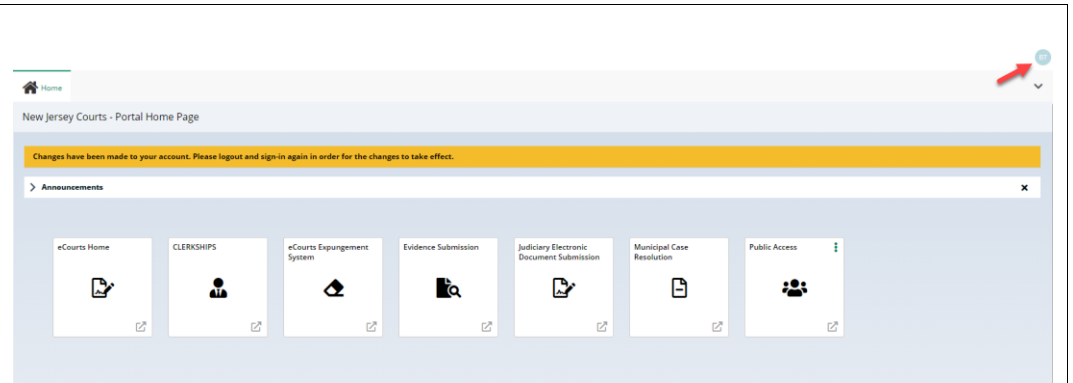 Home
New Jersey Courts - Portal Home Page
Changes have been made to your account. Please logout and sign-in again in order for the changes to take effect.
Announcements
eCourts Home
CLERKSHIPS
eCourts Expungement
System
Evidence Submission
Judiciary Electronic
Document Submission
Municipal Case
Resolution
Public Access